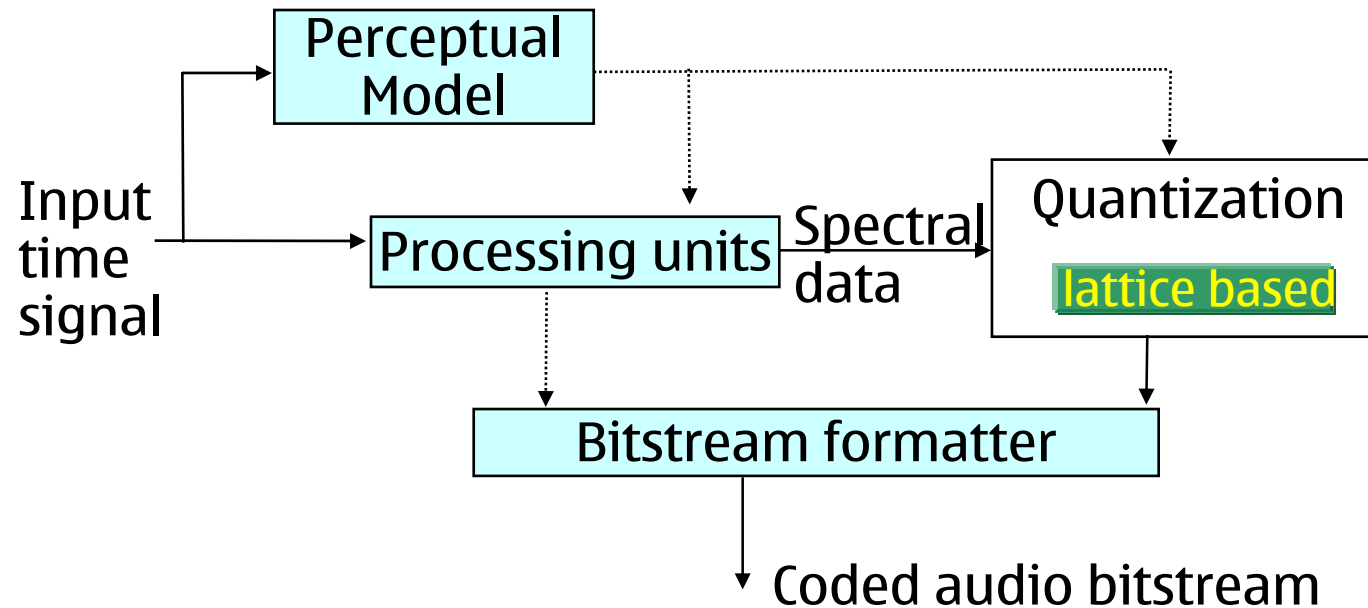 Perceptual
Model
Input
time
signal
Processing units
Spectral
data
Quantization
lattice based
Bitstream formatter
Coded audio bitstream